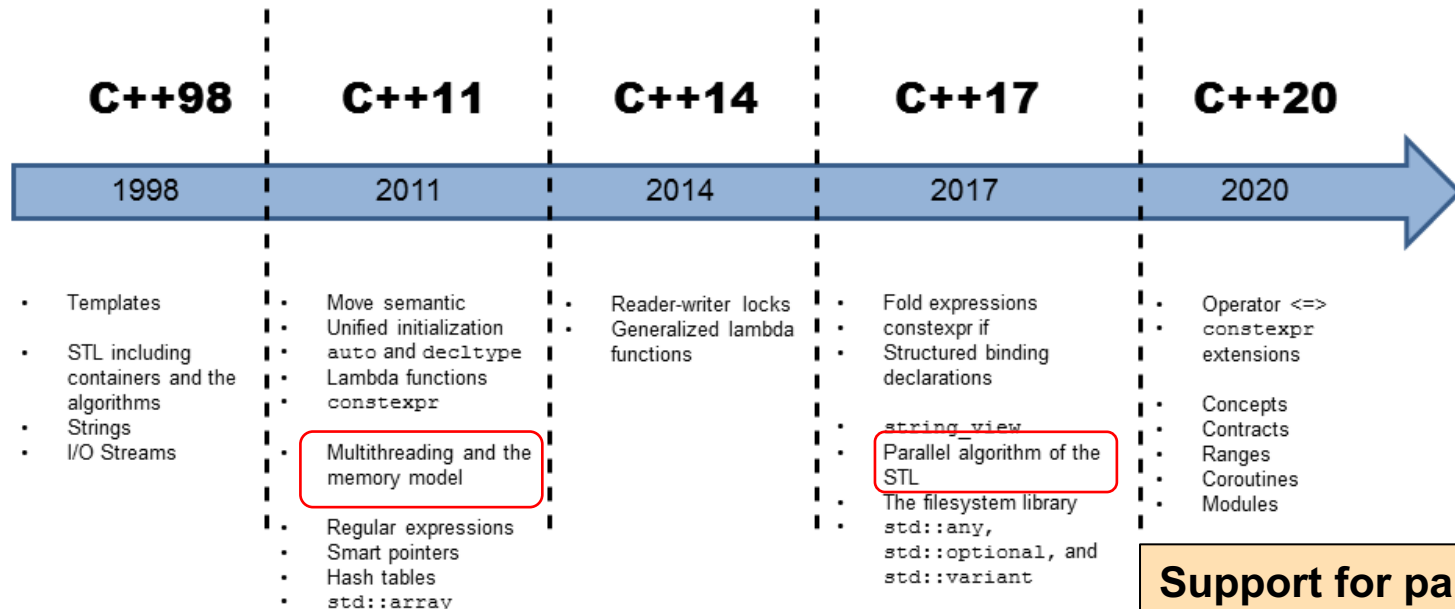 C++98
C++11
C++14
C++17
C++20
1998
2011
2014
2017
2020
• Templates
• STL including
containers and the
algorithms
• Strings
• I/O Streams
• Move semantic
• Unified initialization
• auto and decltype
• Lambda functions
• constexpr
• Multithreading and the
memory model
• Regular expressions
• Smart pointers
• Hash tables
• std::array
• Reader-writer locks
• Generalized lambda
functions
• Fold expressions
• constexpr if
• Structured binding
declarations
• string_view
• Parallel algorithm of the
STL
• The filesystem library
• std::any,
std::optional, and
std::variant
• Operator <=>
• constexpr
extensions
• Concepts
• Contracts
• Ranges
• Coroutines
• Modules
Support for pa